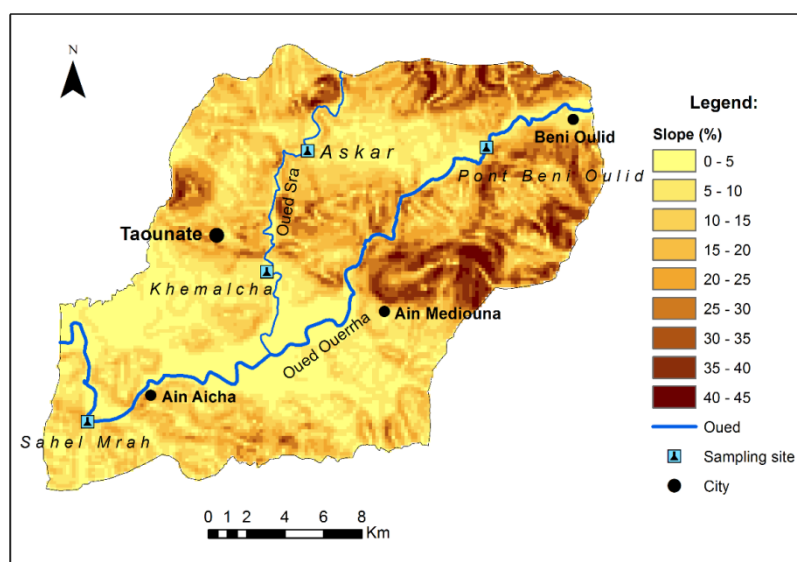 N
Askar
Oued Sra
Taounate
Khemalcha
Beni Oulid
Pont Beni Oulid
Ain Mediouna
Oued Ouerrha
Ain Aicha
Sahel Mrah
0 1 2 4 6 8
Km
Legend:
Slope (%)
0 - 5
5 - 10
10 - 15
15 - 20
20 - 25
25 - 30
30 - 35
35 - 40
40 - 45
Oued
Sampling site
City